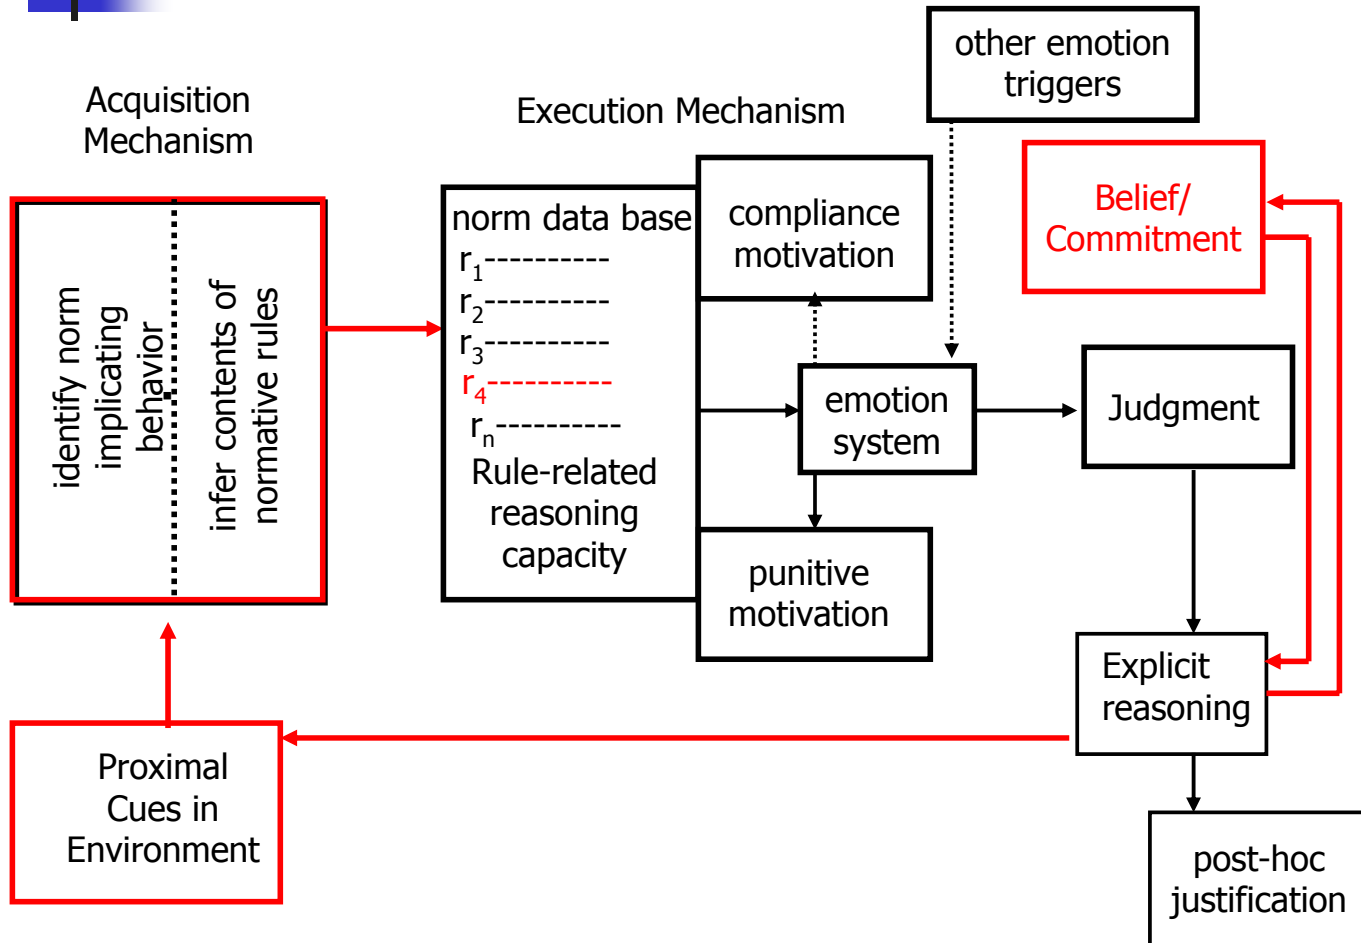 Acquisition
Mechanism
identify norm
implicating
behavior
infer contents of
normative rules
Proximal
Cues in
Environment
Execution Mechanism
norm data base
r₁----------
r₂----------
r₃----------
r₄----------
rₙ----------
Rule-related
reasoning
capacity
compliance
motivation
punitive
motivation
other emotion
triggers
emotion
system
Belief/
Commitment
Judgment
Explicit
reasoning
post-hoc
justification